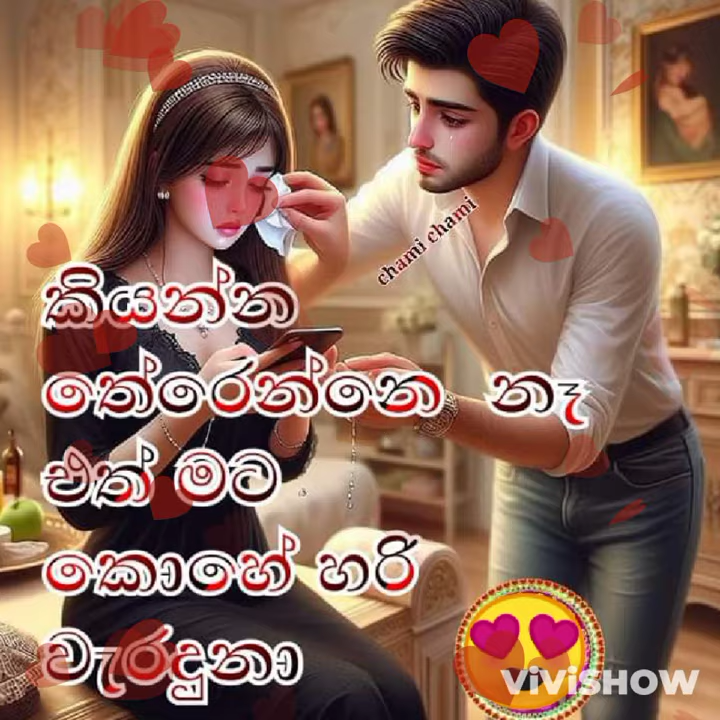 chami chami
කියන්න
තේරෙන්නෙ නෑ
එත් මට
කොහේ හරි
වැරදුනා
ViViSHOW